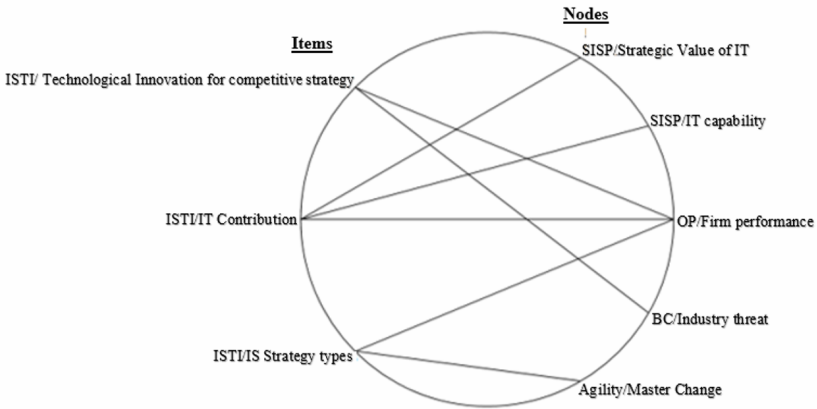 Nodes
Items
SISP/Strategic Value of IT
ISTI/ Technological Innovation for competitive strategy
SISP/IT capability
ISTI/IT Contribution
OP/Firm performance
BC/Industry threat
ISTI/IS Strategy types
Agility/Master Change